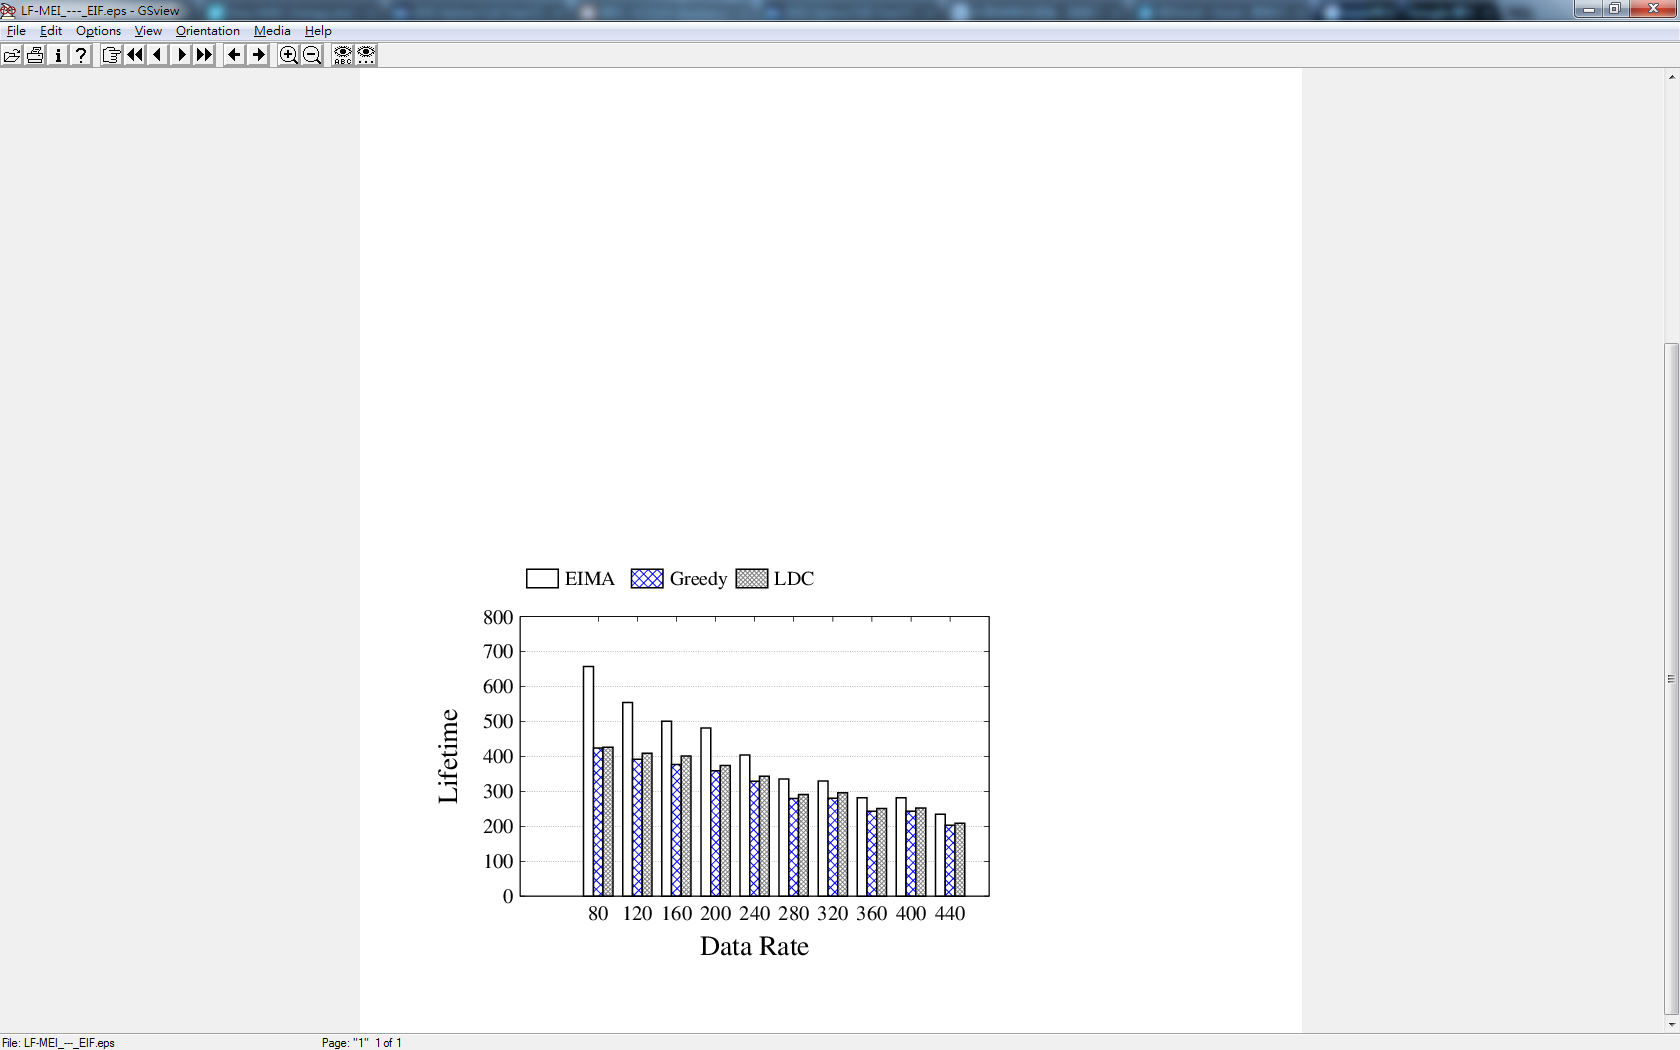 LF-MEI_---_EIF.eps - GSview
File Edit Options View Orientation Media Help
ABC
EIMA Greedy LDC
800
700
600
500
400
300
200
100
0
Lifetime
80 120 160 200 240 280 320 360 400 440
Data Rate
File: LF-MEI_---_EIF.eps Page: "1" 1 of 1